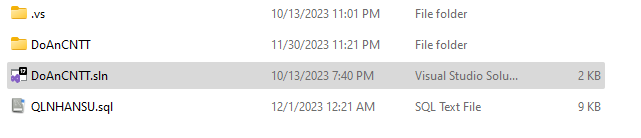 .vs 10/13/2023 11:01 PM File folder
DoAnCNTT 11/30/2023 11:21 PM File folder
DoAnCNTT.sln 10/13/2023 7:40 PM Visual Studio Solu... 2 KB
QLNHANSU.sql 12/1/2023 12:21 AM SQL Text File 9 KB